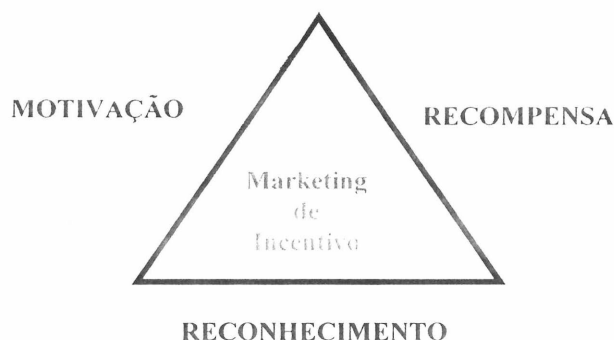 MOTIVAÇÃO
RECOMPENSA
Marketing
de
Incentivo
RECONHECIMENTO